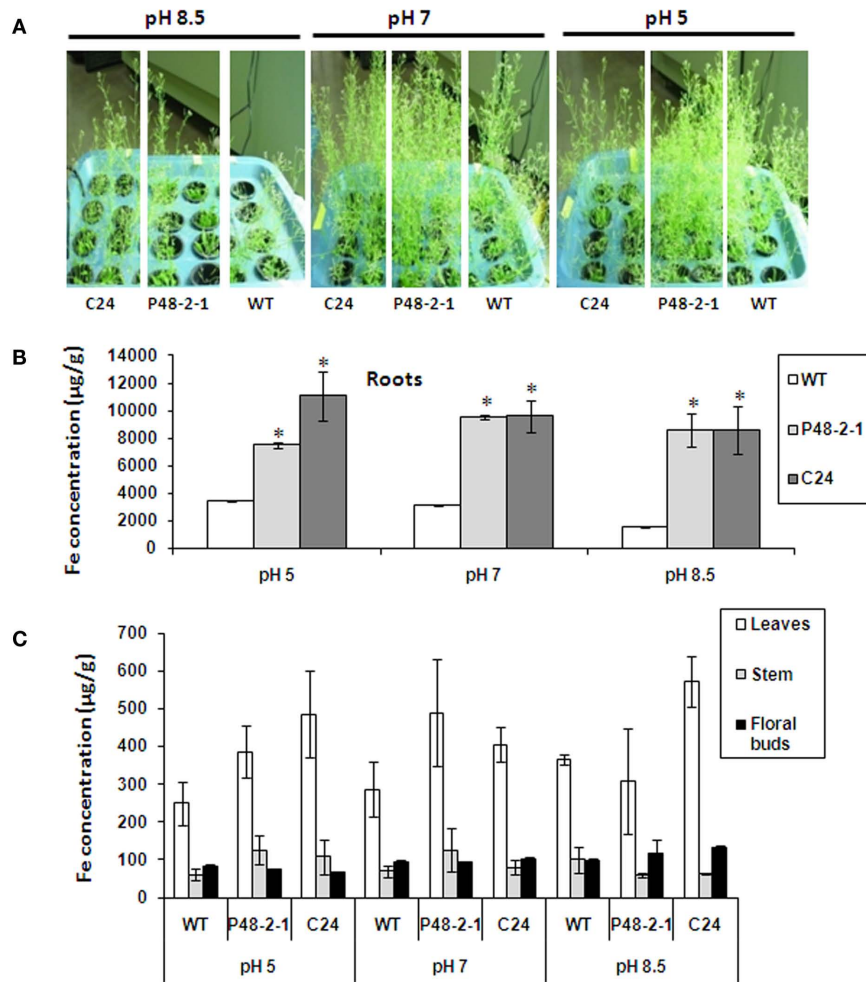 A
pH 8.5 pH 7 pH 5
C24 P48-2-1 WT C24 P48-2-1 WT C24 P48-2-1 WT
B
Fe concentration (µg/g)
14000
12000
10000
8000
6000
4000
2000
0
Roots
* * * * * *
pH 5 pH 7 pH 8.5
WT
P48-2-1
C24
C
Fe concentration (µg/g)
700
600
500
400
300
200
100
0
Leaves
Stem
Floral
buds
WT P48-2-1 C24 WT P48-2-1 C24 WT P48-2-1 C24
pH 5 pH 7 pH 8.5